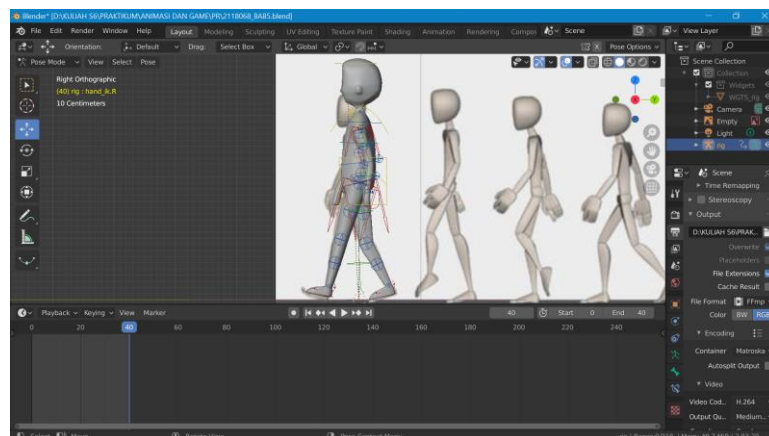 Blender* [D:\KULIAH S6\PRAKTIKUM\ANIMASI DAN GAME\PR\2118068_BAB5.blend]
File Edit Render Window Help Layout Modeling Sculpting UV Editing Texture Paint Shading Animation Rendering Compos Scene View Layer
Orientation: Default Drag: Select Box Global Pose Options
Pose Mode View Select Pose
Scene Collection
Right Orthographic
Collection
(40) rig : hand_ik.R
Widgets
10 Centimeters
WGTS_rig
Camera
Empty
Light
rig
Scene
Time Remapping
Stereoscopy
Output
D:\KULIAH S6\PRAK...
Overwrite
Placeholders
File Extensions
Cache Result
Playback Keying View Marker 40 Start 0 End 40
File Format FFmp
0 20 40 60 80 100 120 140 160 180 200 220 240
Color BW RGB
Encoding
Container Matroska
Autosplit Output
Video
Video Cod.. H.264
Output Qu.. Medium..